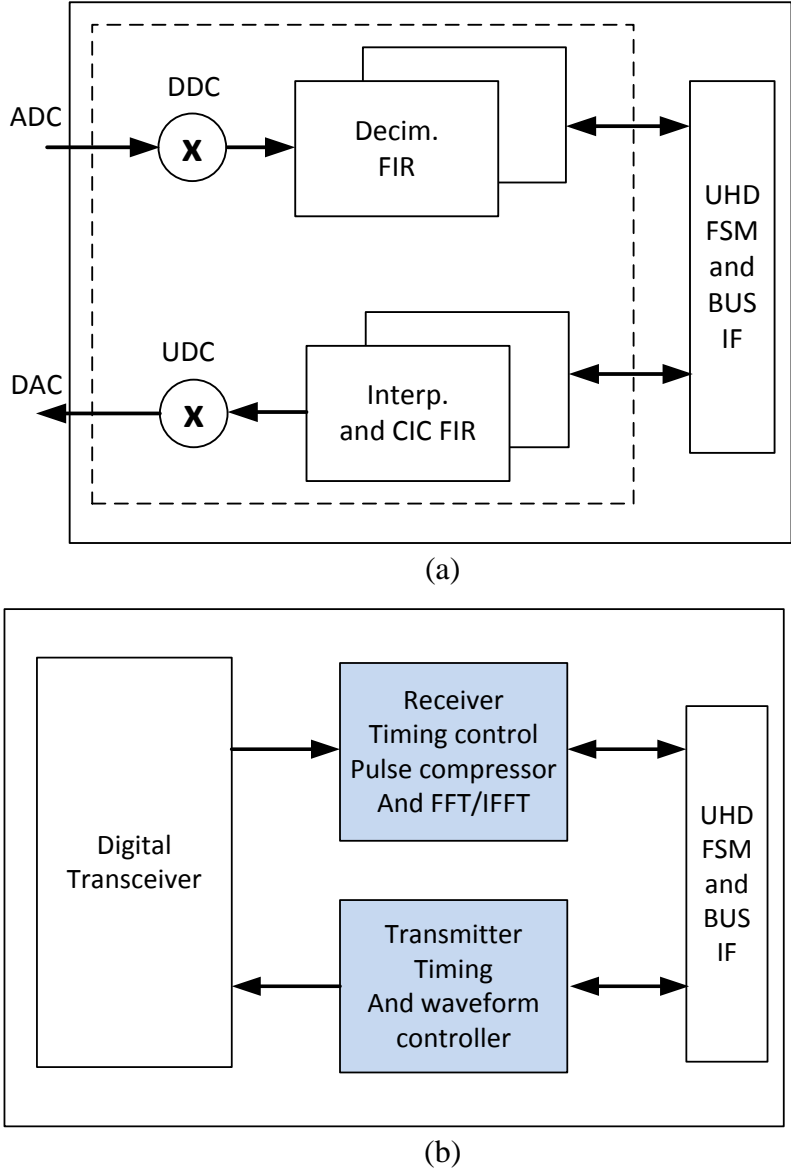 DDC
ADC
X
Decim.
FIR
UHD
FSM
and
BUS
IF
UDC
DAC
X
Interp.
and CIC FIR
(a)
Digital
Transceiver
Receiver
Timing control
Pulse compressor
And FFT/IFFT
Transmitter
Timing
And waveform
controller
UHD
FSM
and
BUS
IF
(b)